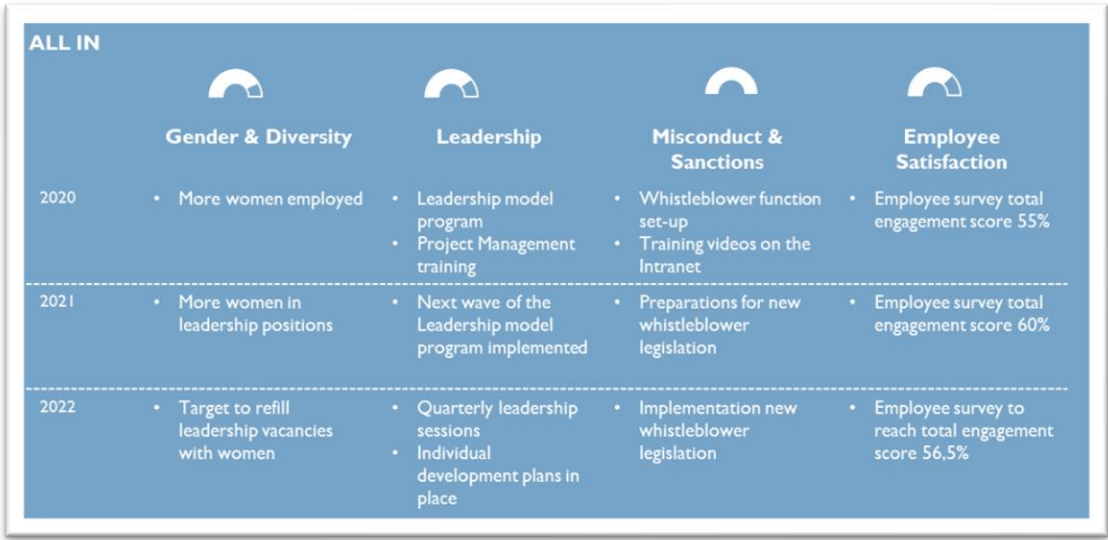 ALL IN
Gender & Diversity
Leadership
Misconduct &
Sanctions
Employee
Satisfaction
2020
• More women employed
• Leadership model
program
• Project Management
training
• Whistleblower function
set-up
• Training videos on the
Intranet
• Employee survey total
engagement score 55%
2021
• More women in
leadership positions
• Next wave of the
Leadership model
program implemented
• Preparations for new
whistleblower
legislation
• Employee survey total
engagement score 60%
2022
• Target to refill
leadership vacancies
with women
• Quarterly leadership
sessions
• Individual
development plans in
place
• Implementation new
whistleblower
legislation
• Employee survey to
reach total engagement
score 56,5%